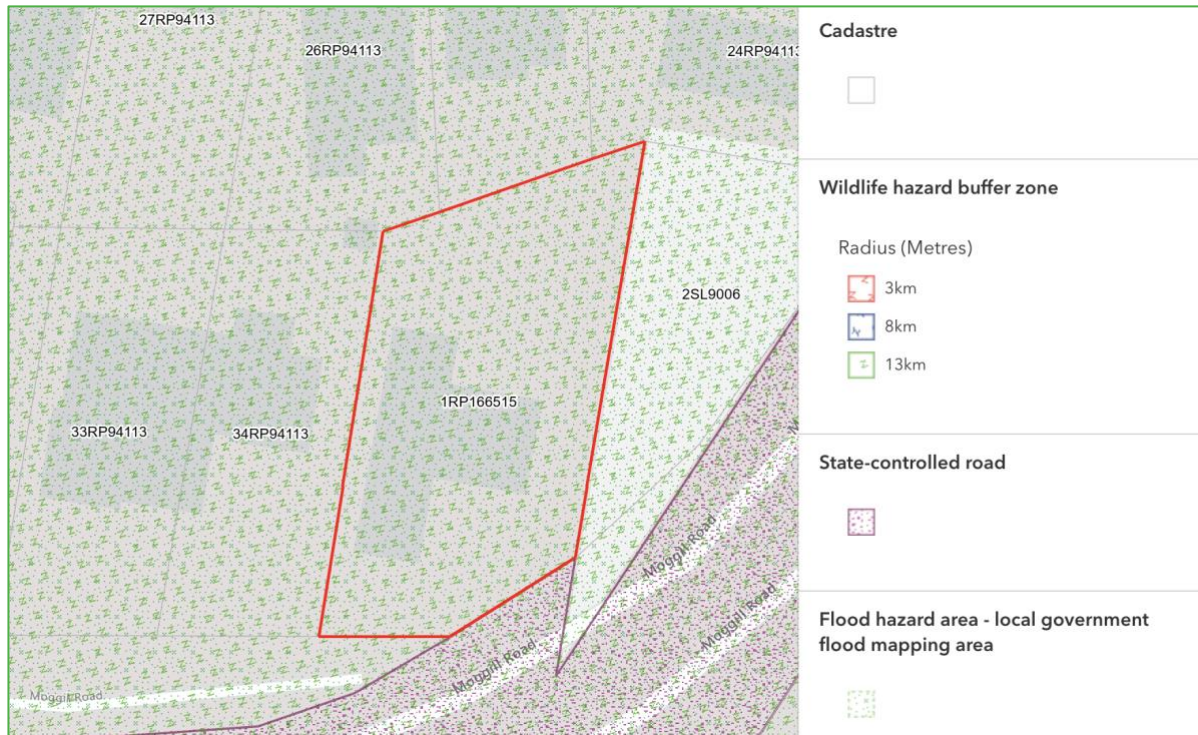 27RP94113
26RP94113
24RP94113
2SL9006
1RP166515
33RP94113
34RP94113
Moggill Road
Moggill Road
Moggill Road
Moggill Road
Cadastre
Wildlife hazard buffer zone
Radius (Metres)
3km
8km
13km
State-controlled road
Flood hazard area - local government
flood mapping area